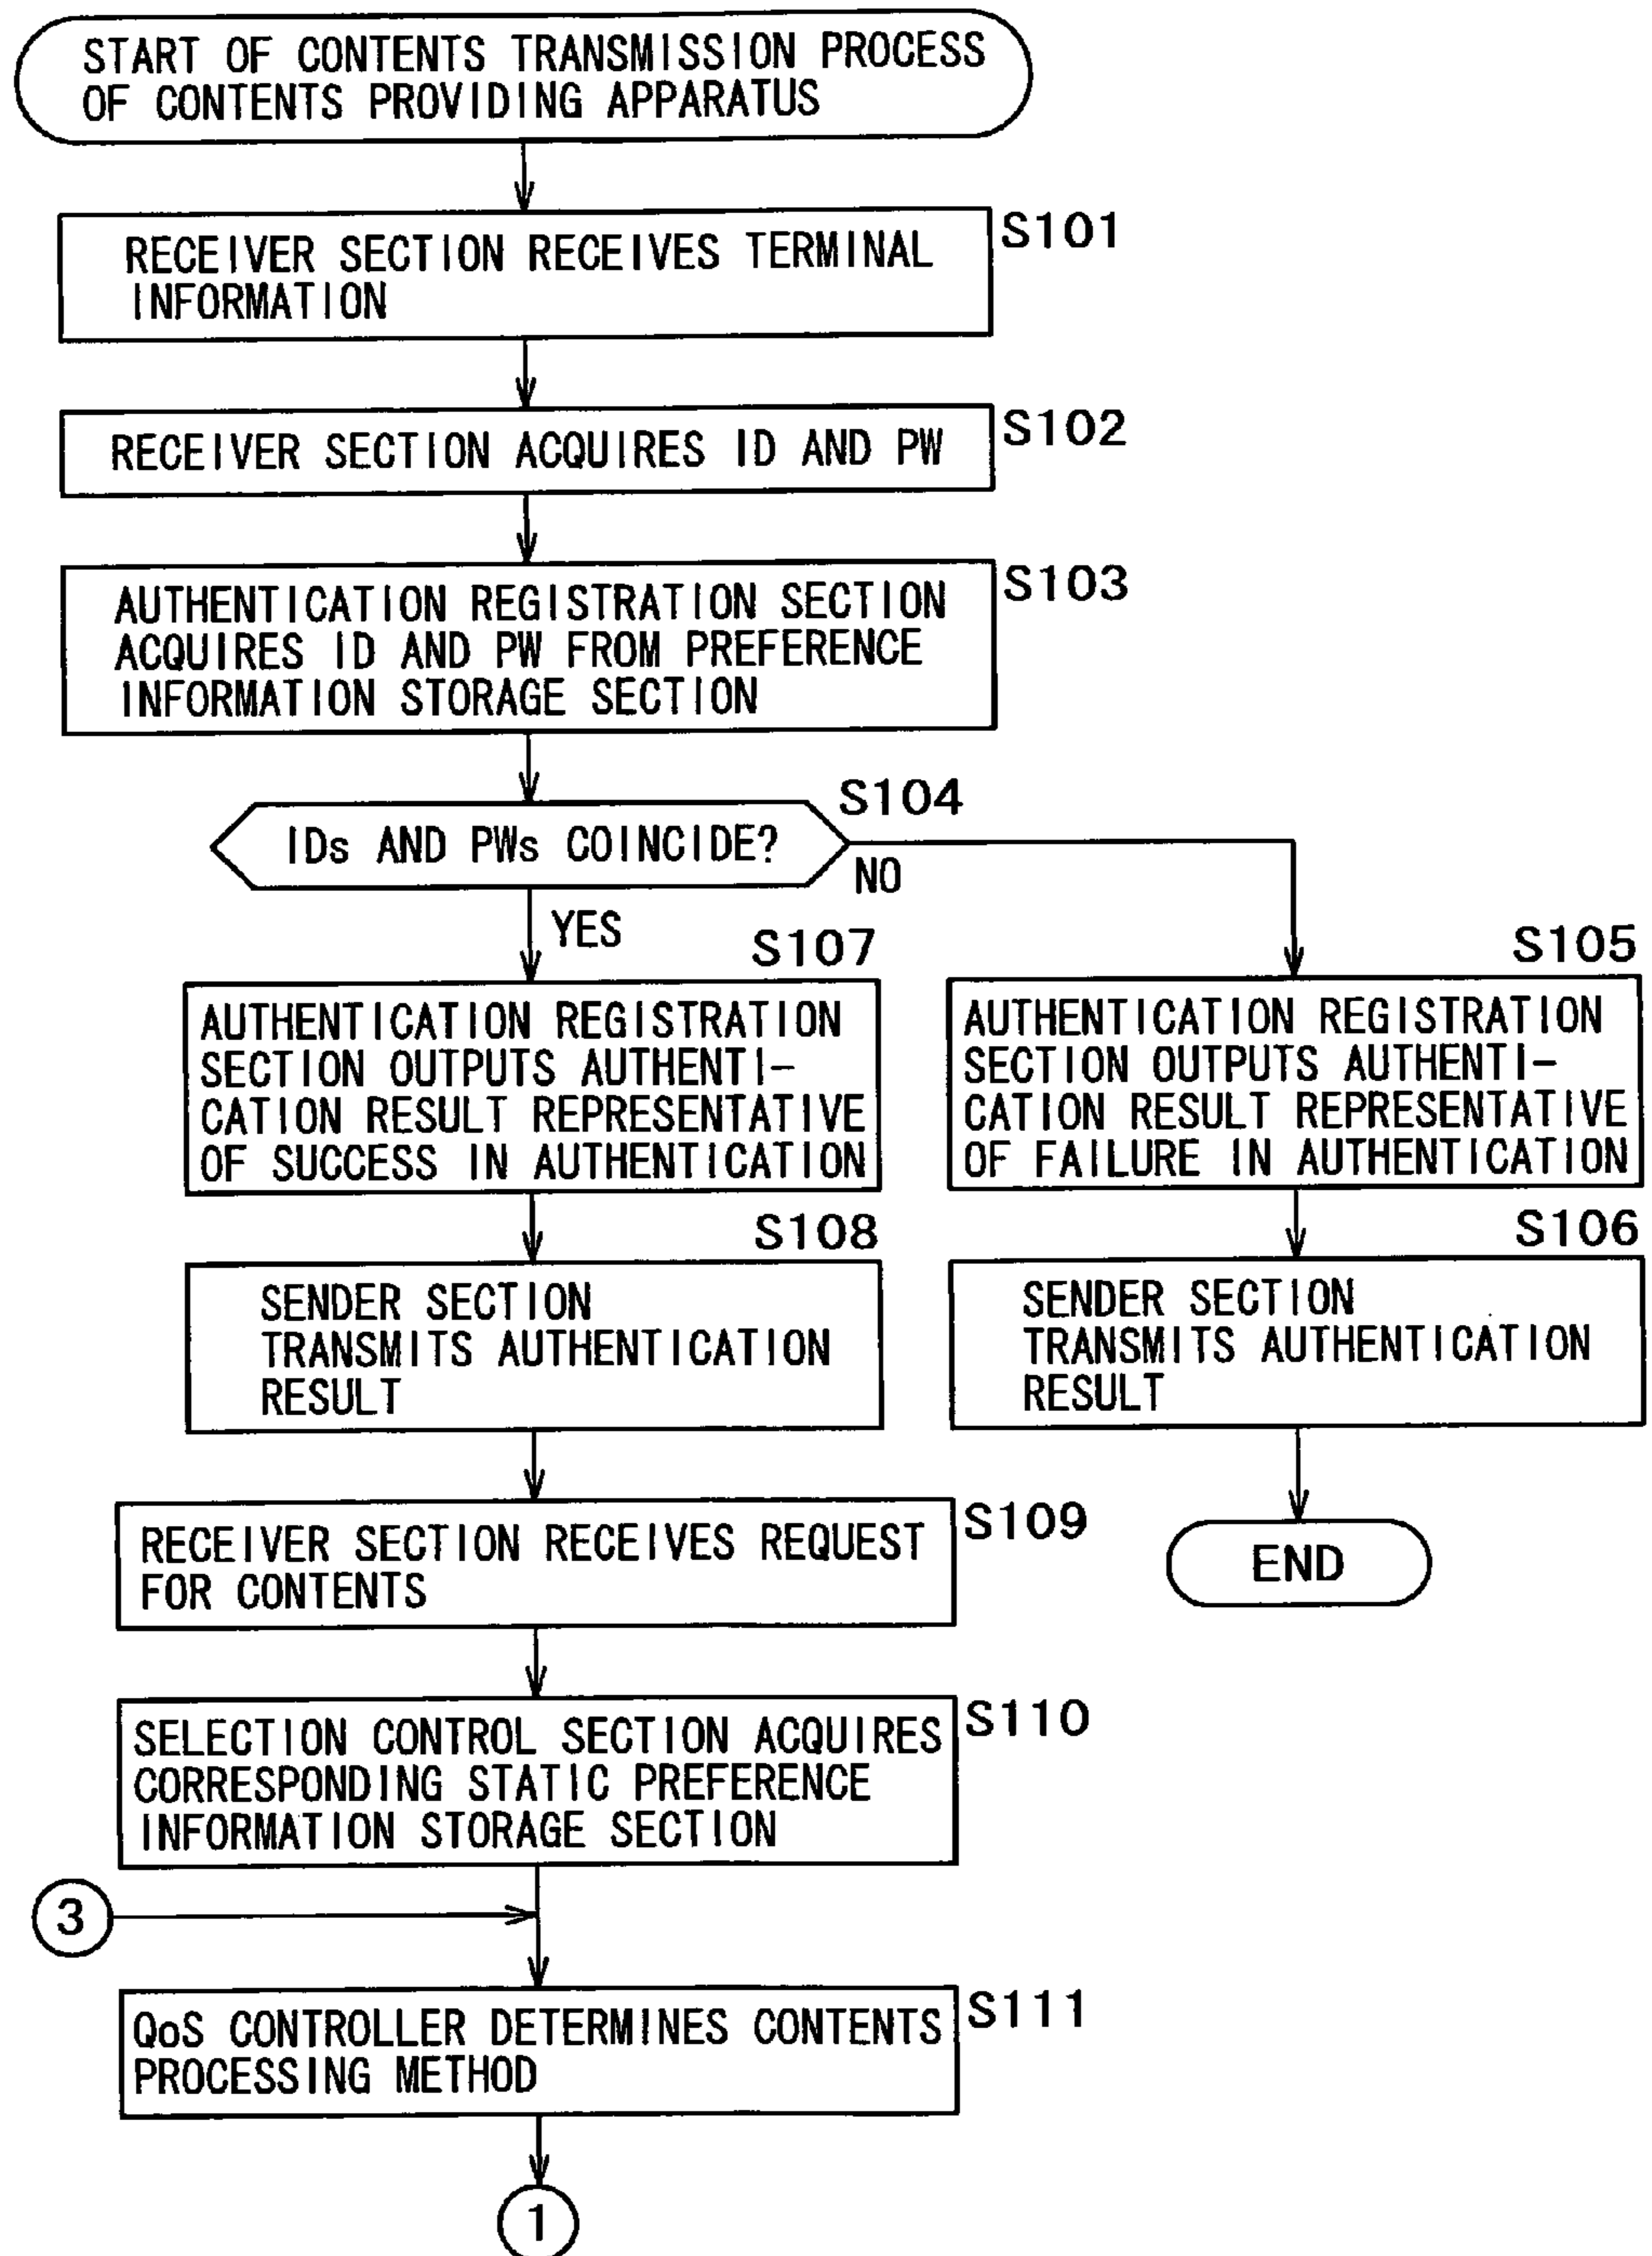 START OF CONTENTS TRANSMISSION PROCESS
OF CONTENTS PROVIDING APPARATUS
S101
RECEIVER SECTION RECEIVES TERMINAL
INFORMATION
S102
RECEIVER SECTION ACQUIRES ID AND PW
S103
AUTHENTICATION REGISTRATION SECTION
ACQUIRES ID AND PW FROM PREFERENCE
INFORMATION STORAGE SECTION
S104
IDs AND PWs COINCIDE?
NO
YES
S107
AUTHENTICATION REGISTRATION
SECTION OUTPUTS AUTHENTI-
CATION RESULT REPRESENTATIVE
OF SUCCESS IN AUTHENTICATION
S105
AUTHENTICATION REGISTRATION
SECTION OUTPUTS AUTHENTI-
CATION RESULT REPRESENTATIVE
OF FAILURE IN AUTHENTICATION
S108
SENDER SECTION
TRANSMITS AUTHENTICATION
RESULT
S106
SENDER SECTION
TRANSMITS AUTHENTICATION
RESULT
S109
RECEIVER SECTION RECEIVES REQUEST
FOR CONTENTS
END
S110
SELECTION CONTROL SECTION ACQUIRES
CORRESPONDING STATIC PREFERENCE
INFORMATION STORAGE SECTION
3
S111
QoS CONTROLLER DETERMINES CONTENTS
PROCESSING METHOD
1